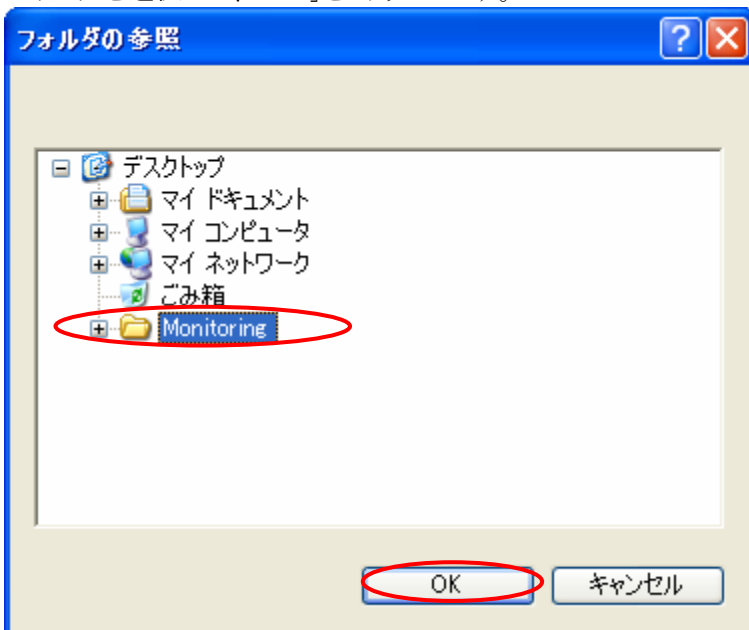 フォルダの参照
デスクトップ
マイ ドキュメント
マイ コンピュータ
マイ ネットワーク
ごみ箱
Monitoring
OK キャンセル